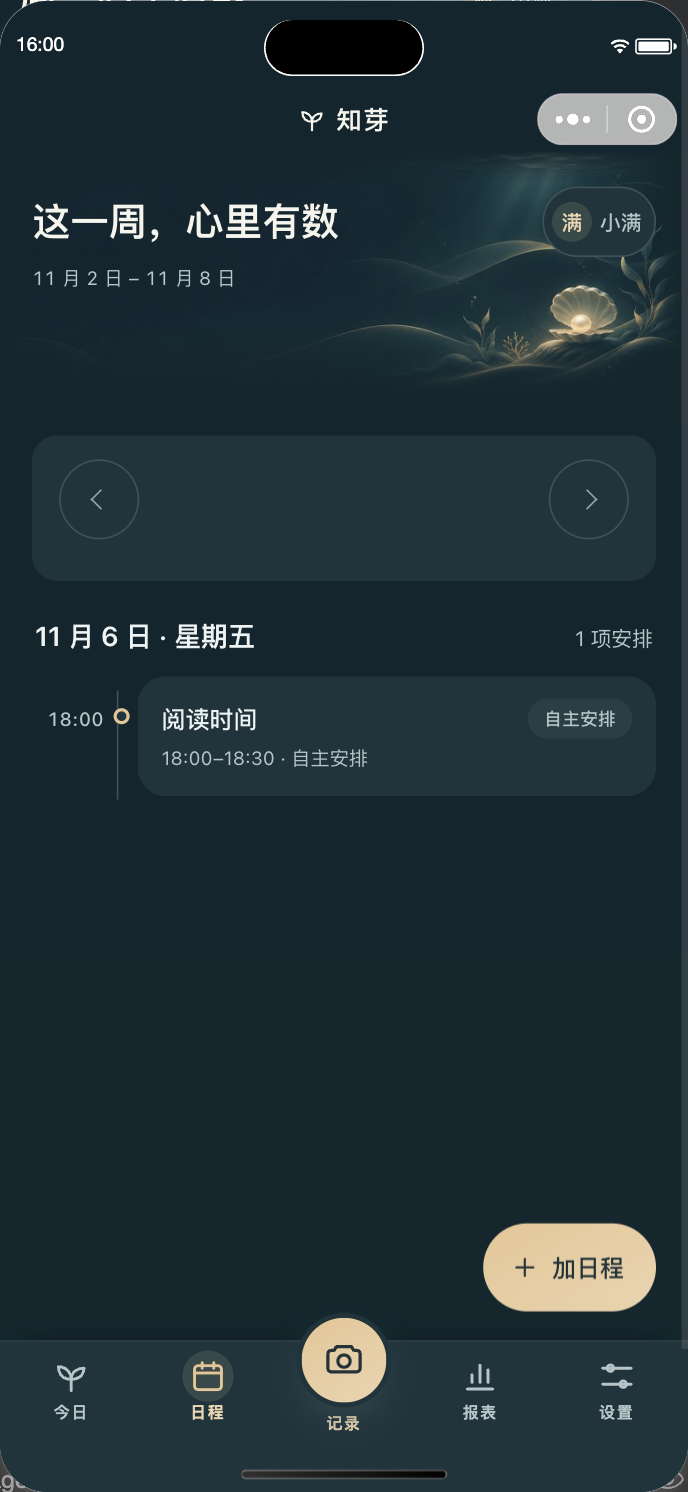 16:00
知芽
这一周，心里有数
满 小满
11 月 2 日 – 11 月 8 日
11 月 6 日 · 星期五
1 项安排
18:00
阅读时间
自主安排
18:00–18:30 · 自主安排
+ 加日程
今日
日程
记录
报表
设置